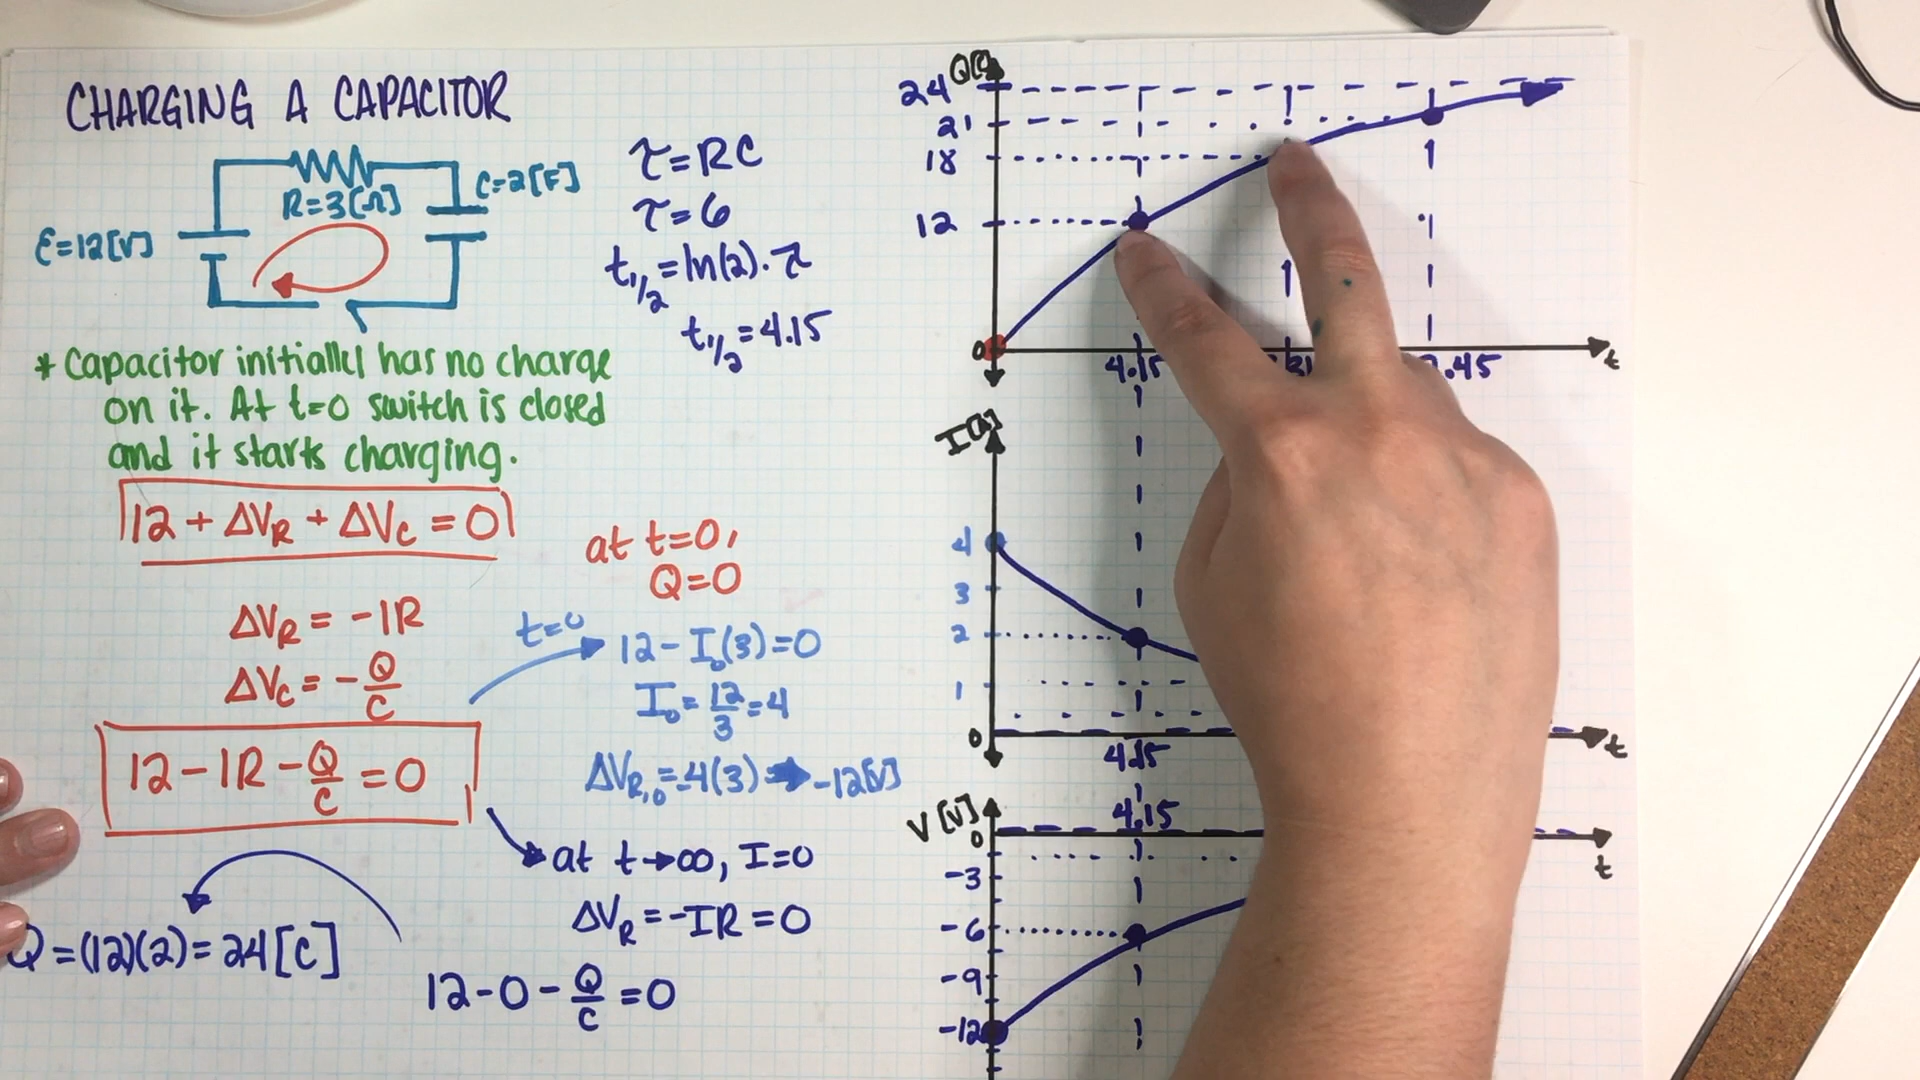 CHARGING A CAPACITOR
R=3[Ω]
C=2[F]
ε=12[V]
τ=RC
τ=6
t1/2=ln(2)·τ
t1/2=4.15
* Capacitor initially has no charge
on it. At t=0 switch is closed
and it starts charging.
12+ΔVR+ΔVC=0
ΔVR=-IR
ΔVC=-Q/C
12-IR-Q/C=0
at t=0,
Q=0
t=0
12-I0(3)=0
I0=12/3=4
ΔVR,0=4(3)→-12[V]
at t→∞, I=0
ΔVR=-IR=0
12-0-Q/C=0
Q=(12)(2)=24[C]
24
21
18
12
0
4.15
.45
t
I[A]
4
3
2
1
0
4.15
t
V[V]
4.15
0
-3
-6
-9
-12
t